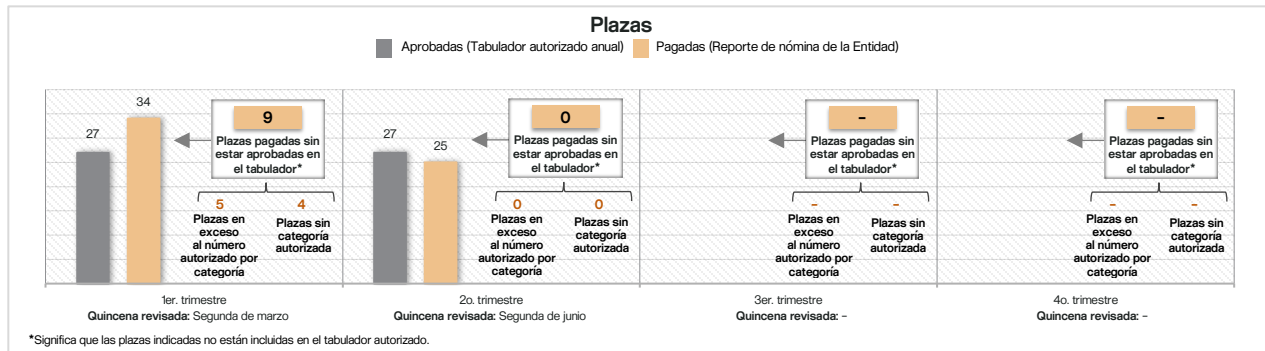 Plazas
Aprobadas (Tabulador autorizado anual) Pagadas (Reporte de nómina de la Entidad)
27
34
9
Plazas pagadas sin
estar aprobadas en
el tabulador*
5
Plazas en
exceso
al número
autorizado por
categoría
4
Plazas sin
categoría
autorizada
1er. trimestre
Quincena revisada: Segunda de marzo
27
25
0
Plazas pagadas sin
estar aprobadas en
el tabulador*
0
Plazas en
exceso
al número
autorizado por
categoría
0
Plazas sin
categoría
autorizada
2o. trimestre
Quincena revisada: Segunda de junio
-
Plazas pagadas sin
estar aprobadas en
el tabulador*
-
Plazas en
exceso
al número
autorizado por
categoría
-
Plazas sin
categoría
autorizada
3er. trimestre
Quincena revisada: -
-
Plazas pagadas sin
estar aprobadas en
el tabulador*
-
Plazas en
exceso
al número
autorizado por
categoría
-
Plazas sin
categoría
autorizada
4o. trimestre
Quincena revisada: -
*Significa que las plazas indicadas no están incluidas en el tabulador autorizado.